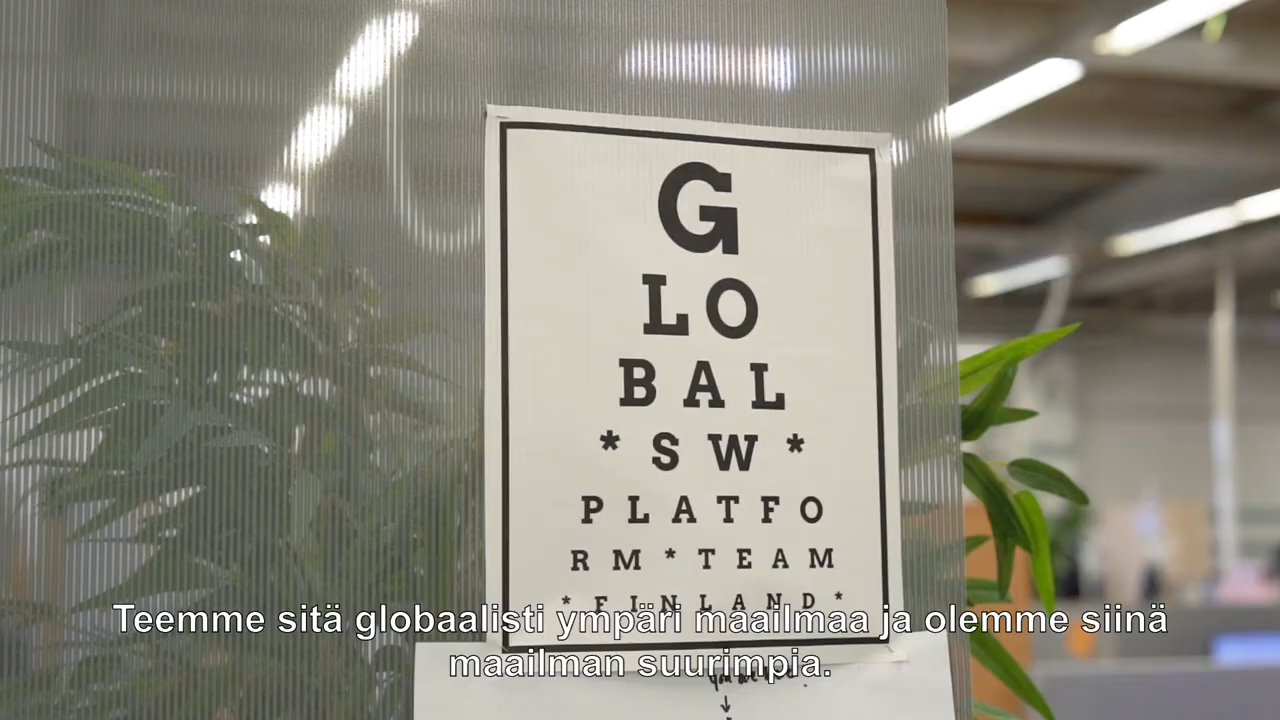 G
LO
BAL
* SW *
PLATFO
RM*TEAM
*FINLAND*
Teemme sitä globaalisti ympäri maailmaa ja olemme siinä
maailman suurimpia.